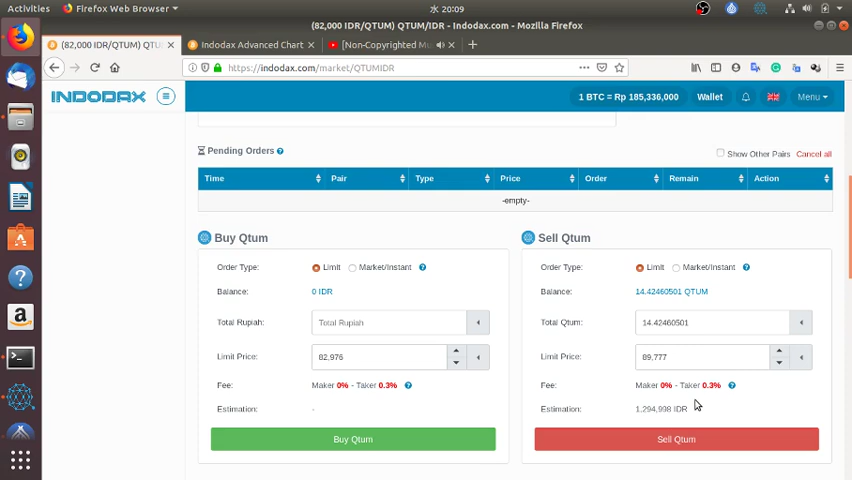 Activities
Firefox Web Browser
水 20:09
(82,000 IDR/QTUM) QTUM/IDR - Indodax.com - Mozilla Firefox
(82,000 IDR/QTUM) QTU
Indodax Advanced Chart
[Non-Copyrighted Mu
https://indodax.com/market/QTUMIDR
INDODAX
1 BTC = Rp 185,336,000
Wallet
Menu
Pending Orders
Show Other Pairs
Cancel all
Time Pair Type Price Order Remain Action
-empty-
Buy Qtum
Order Type: Limit Market/Instant
Balance: 0 IDR
Total Rupiah: Total Rupiah
Limit Price: 82,976
Fee: Maker 0% - Taker 0.3%
Estimation: -
Buy Qtum
Sell Qtum
Order Type: Limit Market/Instant
Balance: 14.42460501 QTUM
Total Qtum: 14.42460501
Limit Price: 89,777
Fee: Maker 0% - Taker 0.3%
Estimation: 1,294,998 IDR
Sell Qtum